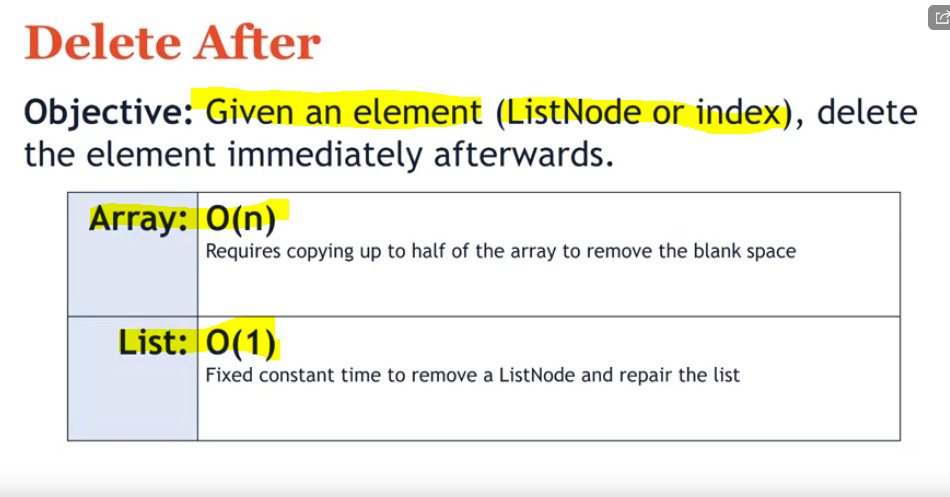 Delete After
Objective: Given an element (ListNode or index), delete
the element immediately afterwards.
Array: O(n)
Requires copying up to half of the array to remove the blank space
List: O(1)
Fixed constant time to remove a ListNode and repair the list